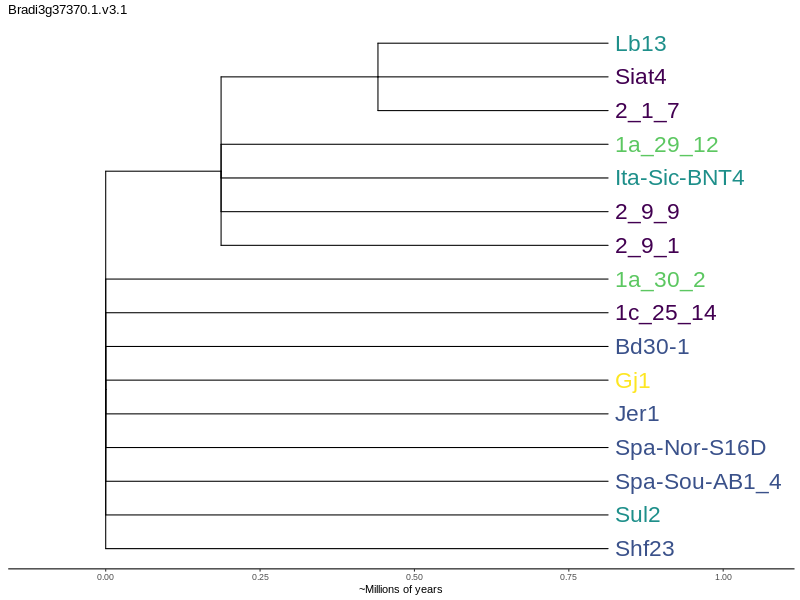 Bradi3g37370.1.v3.1
Lb13
Siat4
2_1_7
1a_29_12
Ita-Sic-BNT4
2_9_9
2_9_1
1a_30_2
1c_25_14
Bd30-1
Gj1
Jer1
Spa-Nor-S16D
Spa-Sou-AB1_4
Sul2
Shf23
0.00 0.25 0.50 0.75 1.00
~Millions of years